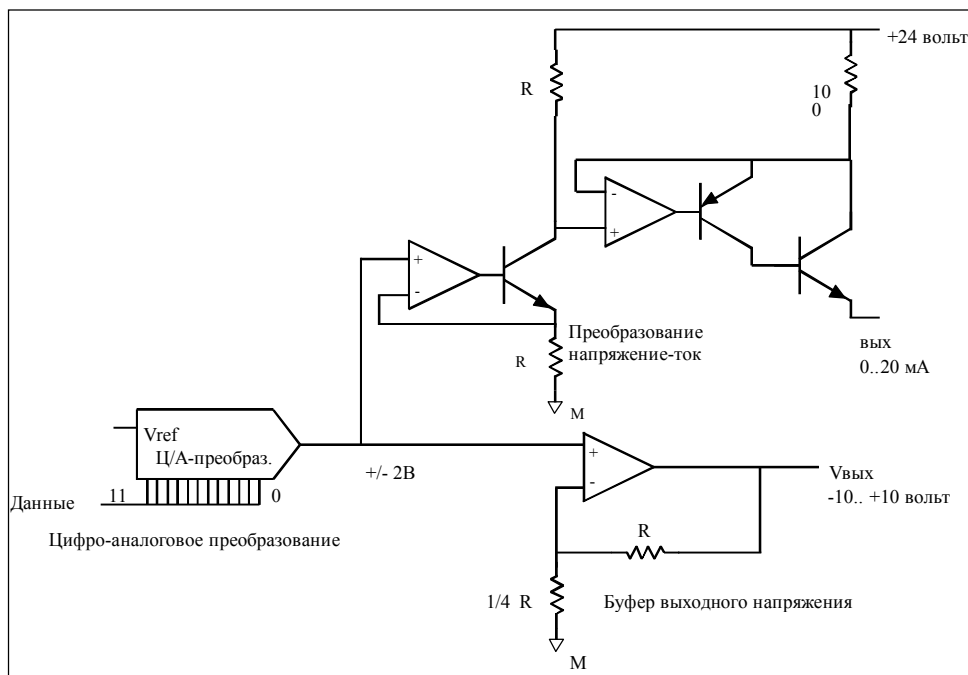 +24 вольт
R
10
0
-
+
+
-
Преобразование
напряжение-ток
R
вых
0..20 мА
М
Vref
Ц/А-преобраз.
+/- 2В
+
-
Vвых
-10.. +10 вольт
Данные
11
0
Цифро-аналоговое преобразование
R
1/4 R
Буфер выходного напряжения
М